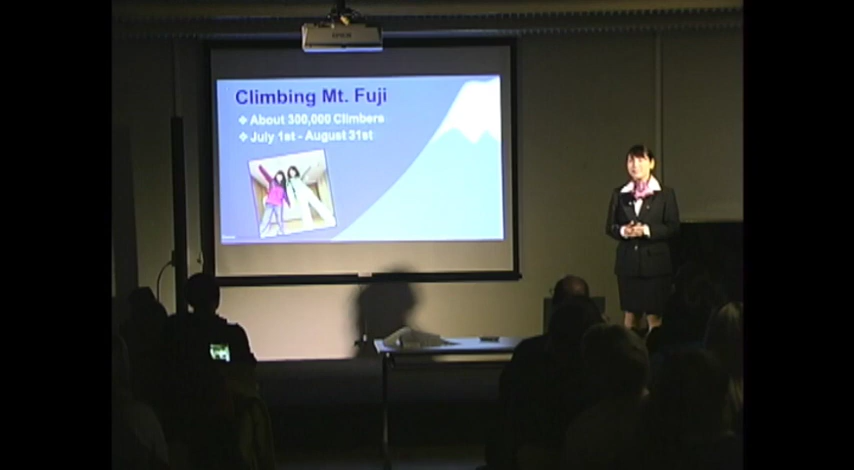 Climbing Mt. Fuji
❖ About 300,000 Climbers
❖ July 1st - August 31st